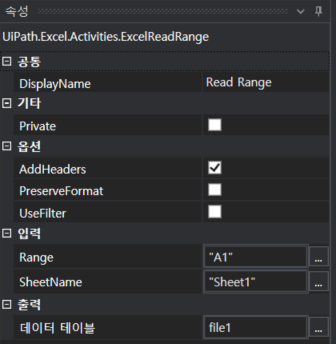 속성
UiPath.Excel.Activities.ExcelReadRange
공통
DisplayName Read Range
기타
Private
옵션
AddHeaders
PreserveFormat
UseFilter
입력
Range "A1" ...
SheetName "Sheet1" ...
출력
데이터 테이블 file1 ...